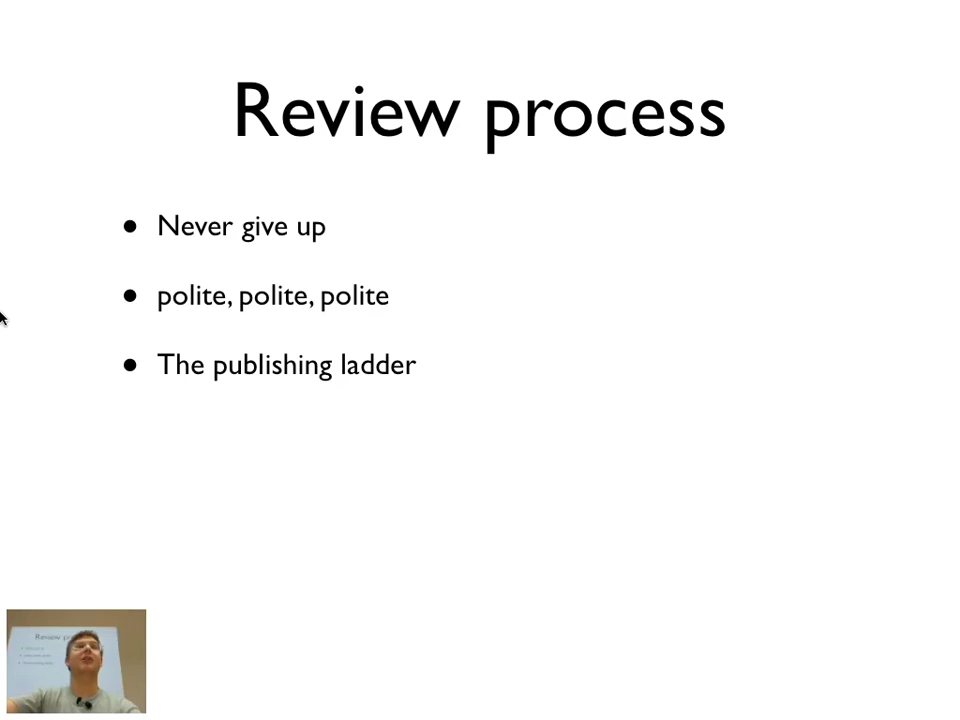 Review process
• Never give up
• polite, polite, polite
• The publishing ladder